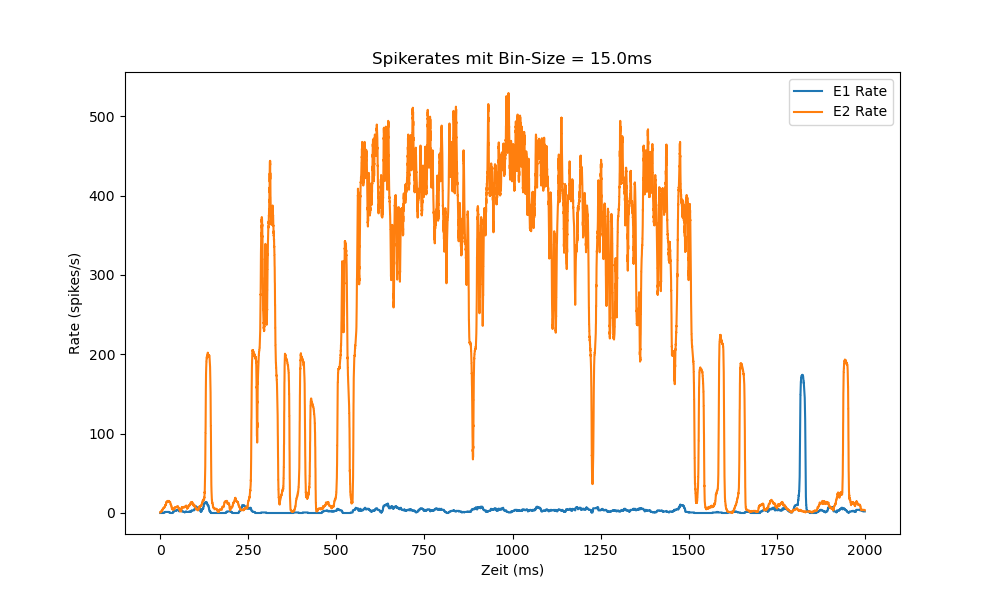 Spikerates mit Bin-Size = 15.0ms
E1 Rate
E2 Rate
Rate (spikes/s)
500
400
300
200
100
0
0 250 500 750 1000 1250 1500 1750 2000
Zeit (ms)